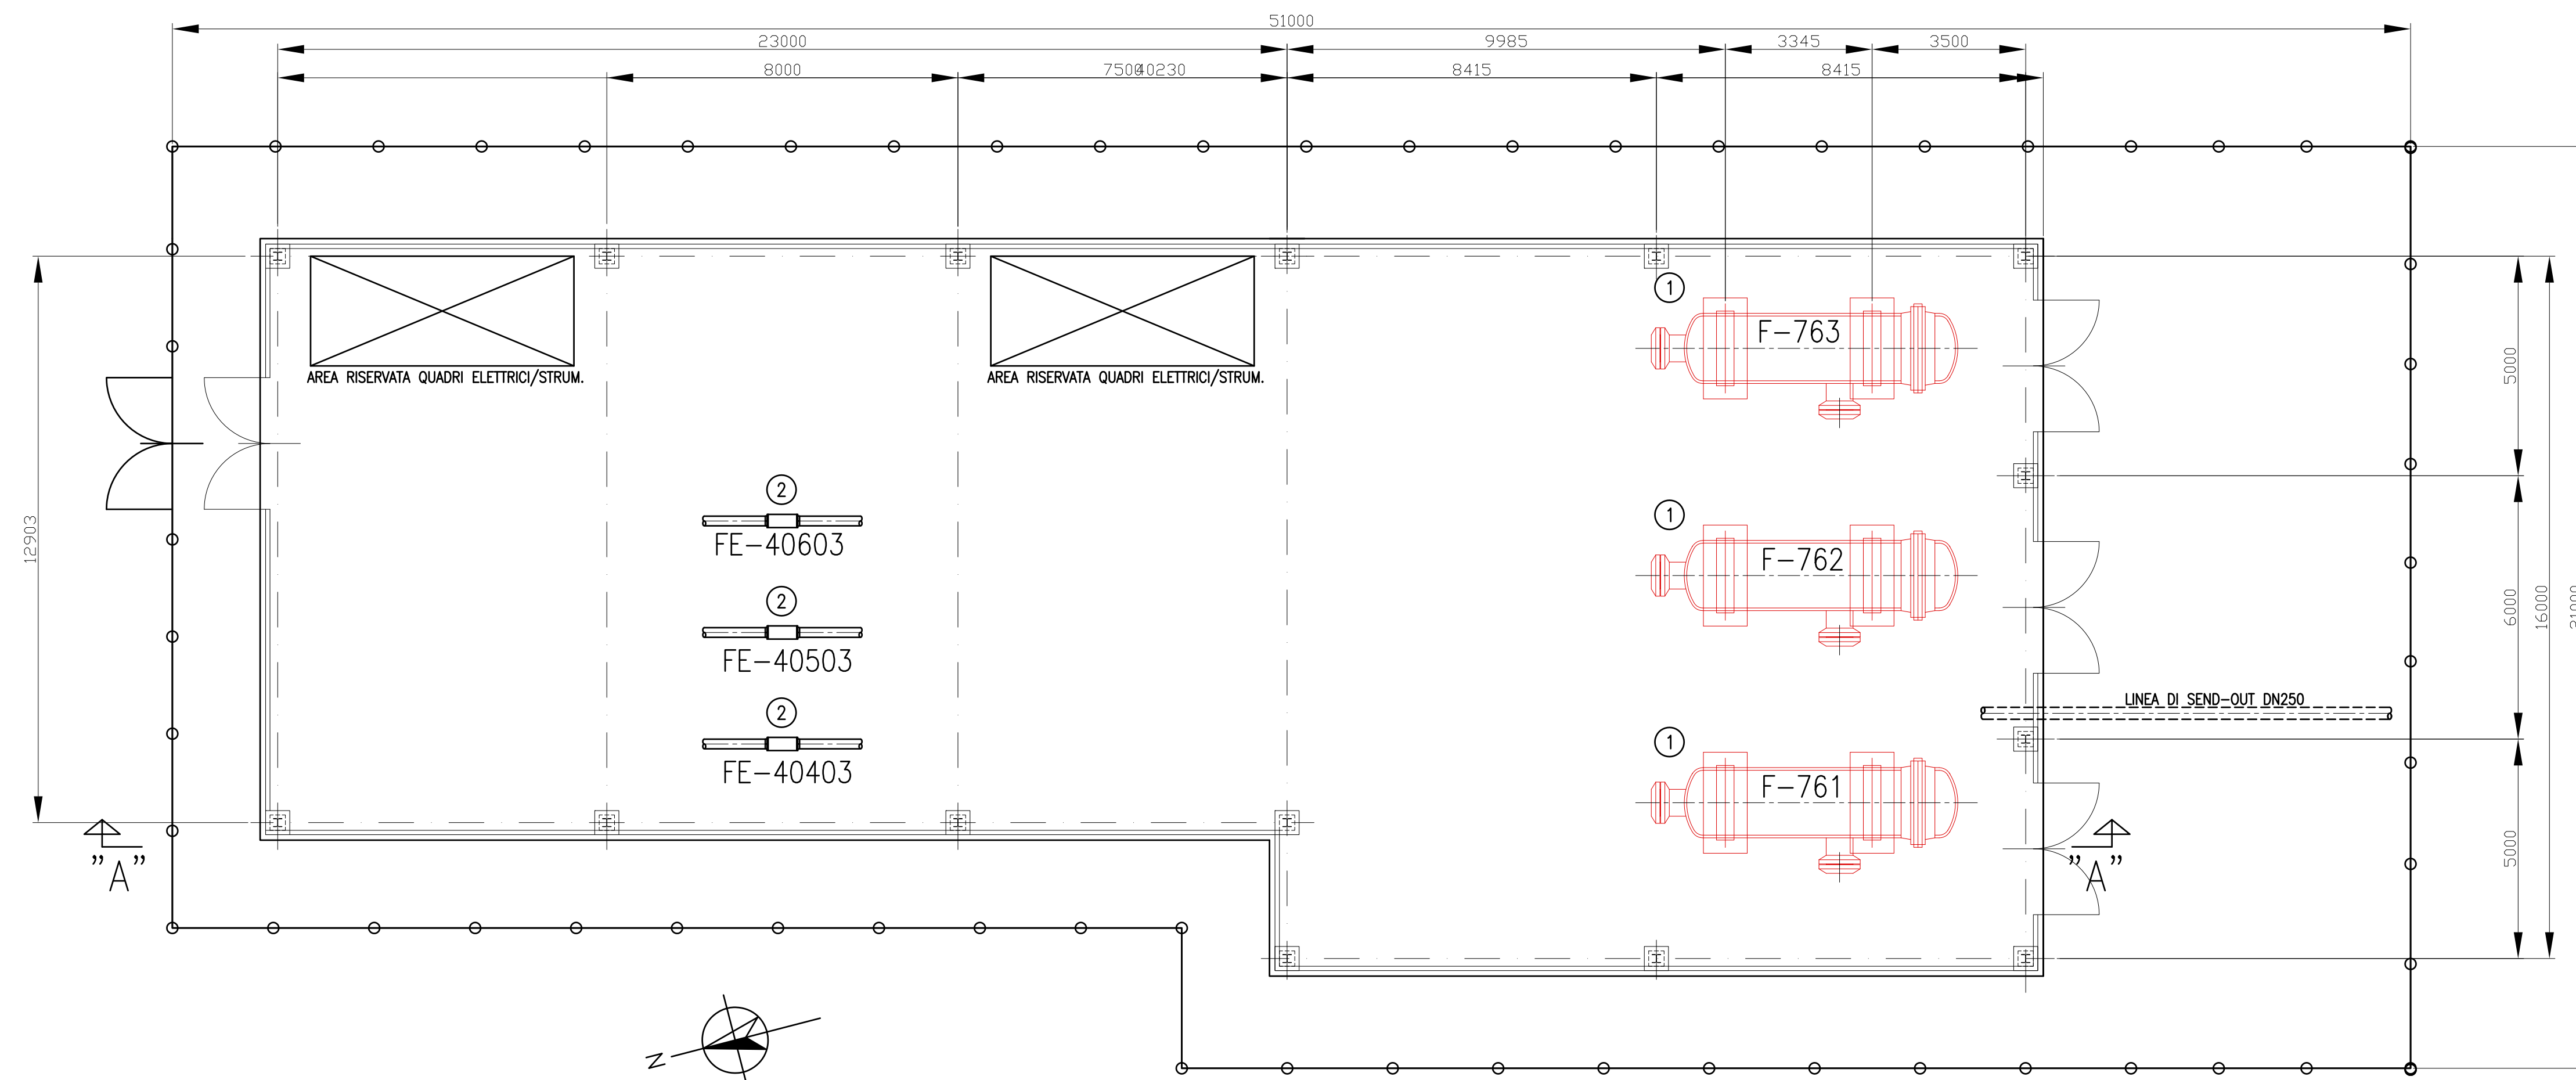 51000
23000
9985
3345
3500
8000
7500
40230
8415
8415
1
F-763
AREA RISERVATA QUADRI ELETTRICI/STRUM.
AREA RISERVATA QUADRI ELETTRICI/STRUM.
5000
12903
2
FE-40603
1
F-762
6000
16000
21000
2
FE-40503
LINEA DI SEND-OUT DN250
2
FE-40403
1
F-761
5000
"A"
"A"
N